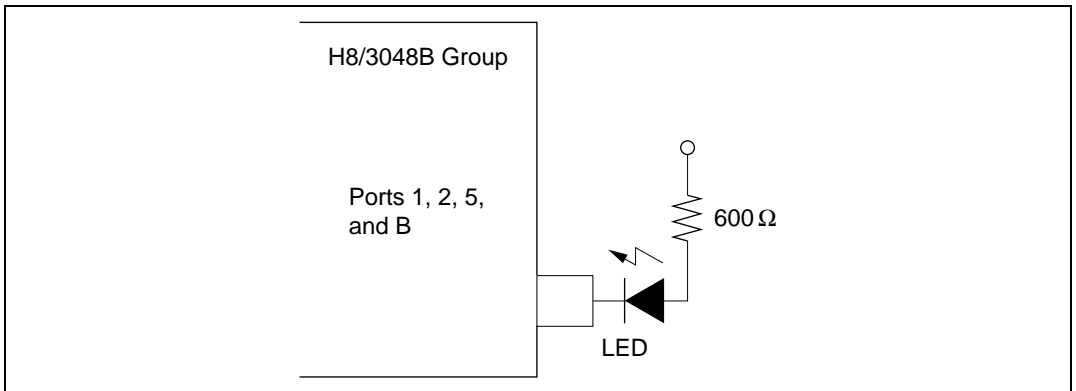 H8/3048B Group
Ports 1, 2, 5,
and B
600 Ω
LED